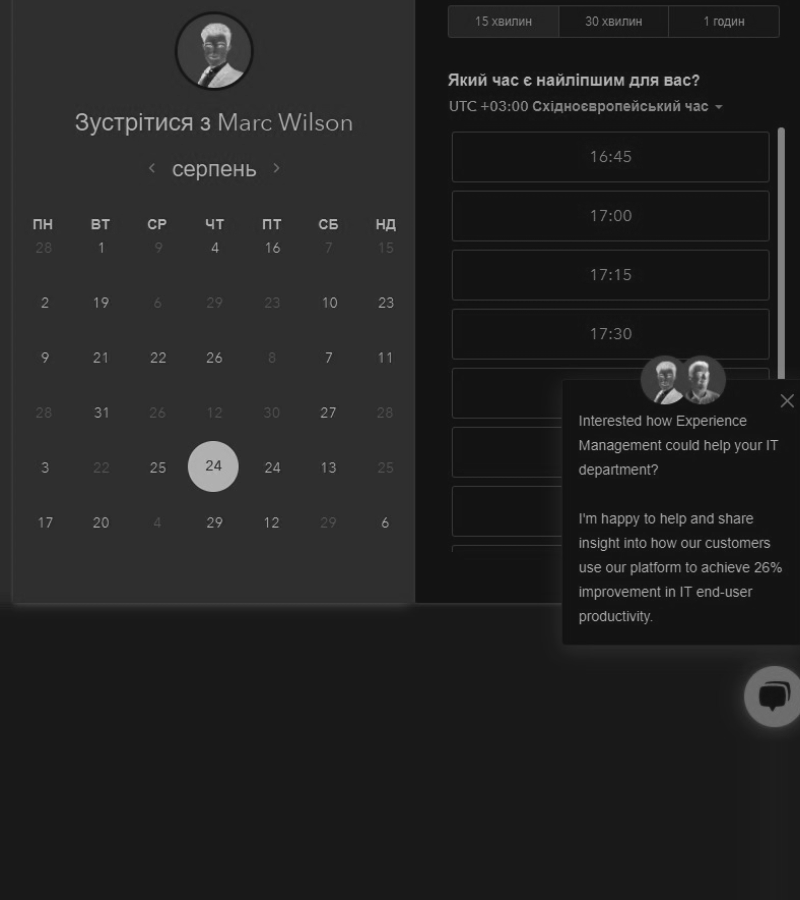 Зустрітися з Marc Wilson
серпень
ПН ВТ СР ЧТ ПТ СБ НД
28 1 9 4 16 7 15
2 19 6 29 23 10 23
9 21 22 26 8 7 11
28 31 26 12 30 27 28
3 22 25 24 24 13 25
17 20 4 29 12 29 6
15 хвилин 30 хвилин 1 годин
Який час є найліпшим для вас?
UTC +03:00 Східноєвропейський час
16:45
17:00
17:15
17:30
Interested how Experience
Management could help your IT
department?
I'm happy to help and share
insight into how our customers
use our platform to achieve 26%
improvement in IT end-user
productivity.